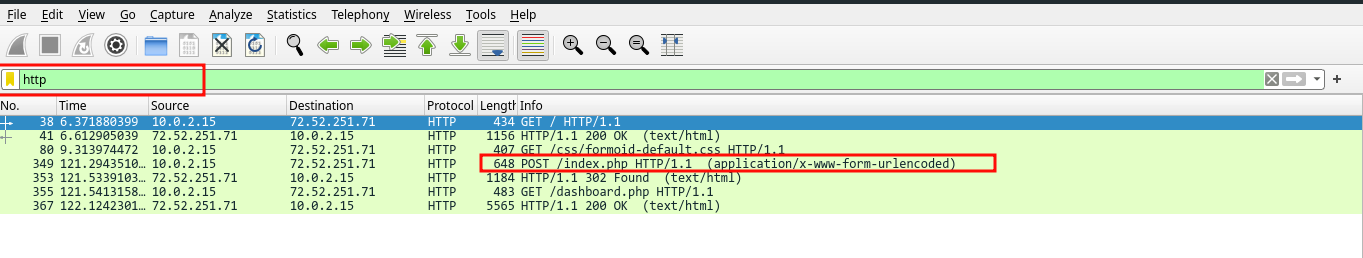 File Edit View Go Capture Analyze Statistics Telephony Wireless Tools Help
http
No. Time Source Destination Protocol Length Info
38 6.371880399 10.0.2.15 72.52.251.71 HTTP 434 GET / HTTP/1.1
41 6.612905039 72.52.251.71 10.0.2.15 HTTP 1156 HTTP/1.1 200 OK (text/html)
80 9.313974472 10.0.2.15 72.52.251.71 HTTP 407 GET /css/formoid-default.css HTTP/1.1
349 121.2943510… 10.0.2.15 72.52.251.71 HTTP 648 POST /index.php HTTP/1.1 (application/x-www-form-urlencoded)
353 121.5339103… 72.52.251.71 10.0.2.15 HTTP 1184 HTTP/1.1 302 Found (text/html)
355 121.5413158… 10.0.2.15 72.52.251.71 HTTP 483 GET /dashboard.php HTTP/1.1
367 122.1242301… 72.52.251.71 10.0.2.15 HTTP 5565 HTTP/1.1 200 OK (text/html)